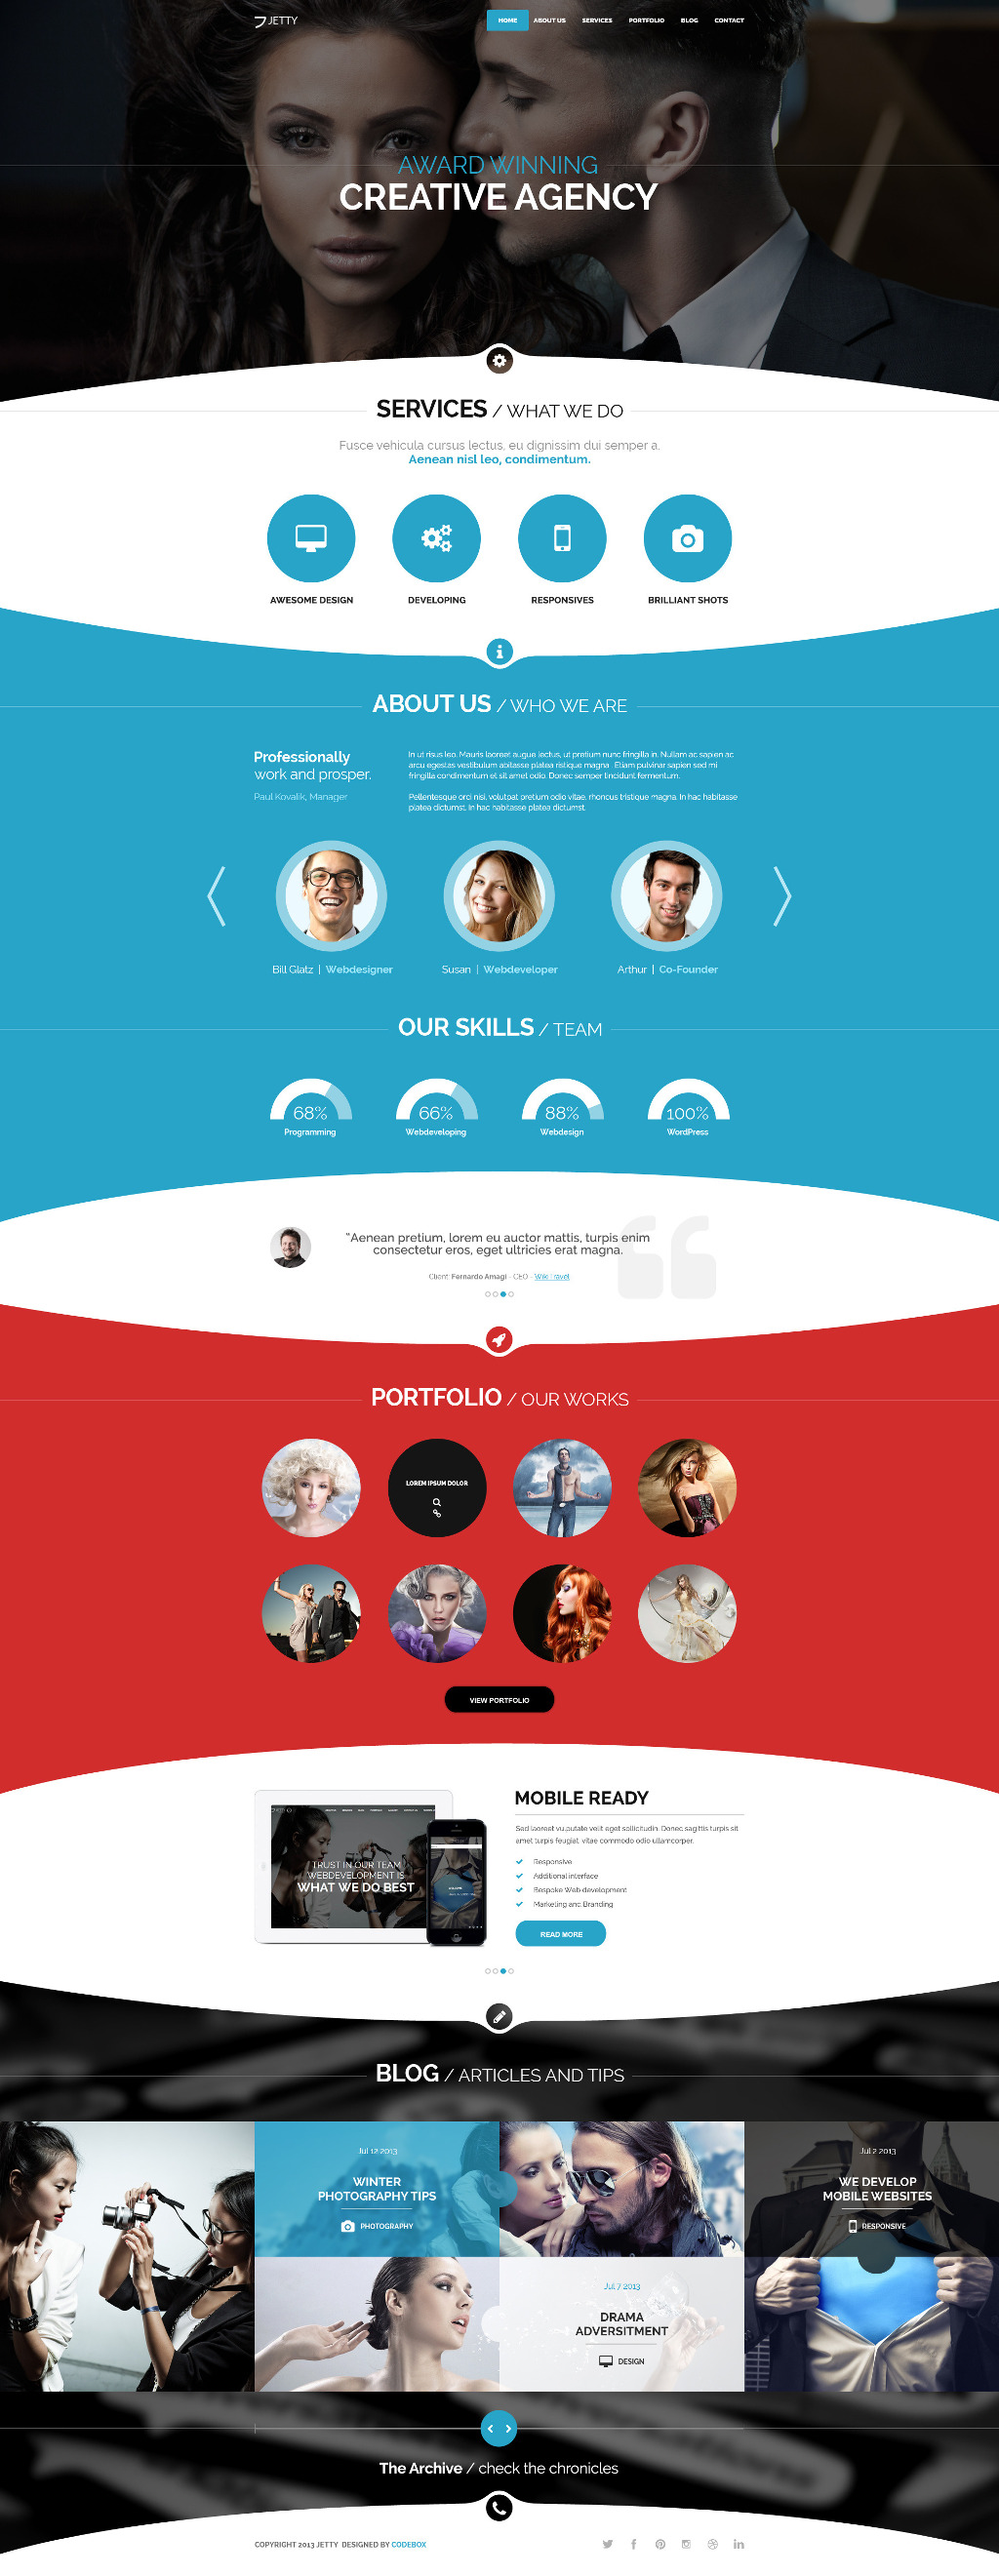 JETTY
HOME ABOUT US SERVICES PORTFOLIO BLOG CONTACT
AWARD WINNING
CREATIVE AGENCY
SERVICES / WHAT WE DO
Fusce vehicula cursus lectus, eu dignissim dui semper a.
Aenean nisl leo, condimentum.
AWESOME DESIGN DEVELOPING RESPONSIVES BRILLIANT SHOTS
ABOUT US / WHO WE ARE
Professionally
work and prosper.
Paul Kovalik, Manager
In ut risus leo. Mauris laoreet augue lectus, ut pretium nunc fringilla in. Nullam ac sapien ac
arcu egestas vestibulum abitasse platea ristique magna. Etiam pulvinar sapien sed mi
fringilla condimentum et sit amet odio. Donec semper tincidunt fermentum.
Pellentesque orci nisi, volutpat pretium odio vitae, rhoncus tristique magna. In hac habitasse
platea dictumst. In hac habitasse platea dictumst.
Bill Glatz | Webdesigner Susan | Webdeveloper Arthur | Co-Founder
OUR SKILLS / TEAM
68% 66% 88% 100%
Programming Webdeveloping Webdesign WordPress
“Aenean pretium, lorem eu auctor mattis, turpis enim
consectetur eros, eget ultricies erat magna.
Client: Fernardo Amagi - CEO - WikiTravel
PORTFOLIO / OUR WORKS
LOREM IPSUM DOLOR
VIEW PORTFOLIO
TRUST IN OUR TEAM
WEBDEVELOPMENT IS
WHAT WE DO BEST
MOBILE READY
Sed laoreet vulputate velit eget sollicitudin. Donec sagittis turpis sit
amet turpis feugiat, vitae commodo odio ullamcorper.
Responsive
Additional interface
Bespoke Web development
Marketing and Branding
READ MORE
BLOG / ARTICLES AND TIPS
Jul 12 2013
WINTER
PHOTOGRAPHY TIPS
PHOTOGRAPHY
Jul 2 2013
WE DEVELOP
MOBILE WEBSITES
RESPONSIVE
Jul 7 2013
DRAMA
ADVERSITMENT
DESIGN
The Archive / check the chronicles
COPYRIGHT 2013 JETTY DESIGNED BY CODEBOX